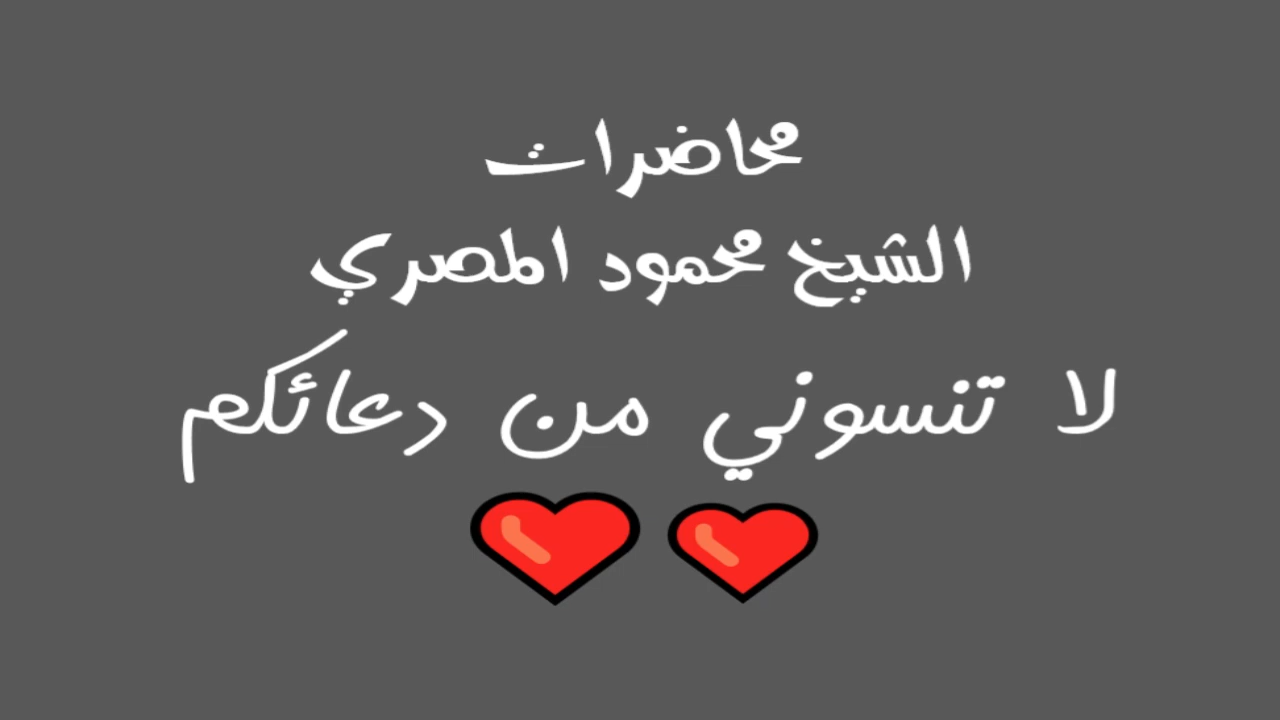 محاضرات
الشيخ محمود المصري
لا تنسوني من دعائكم